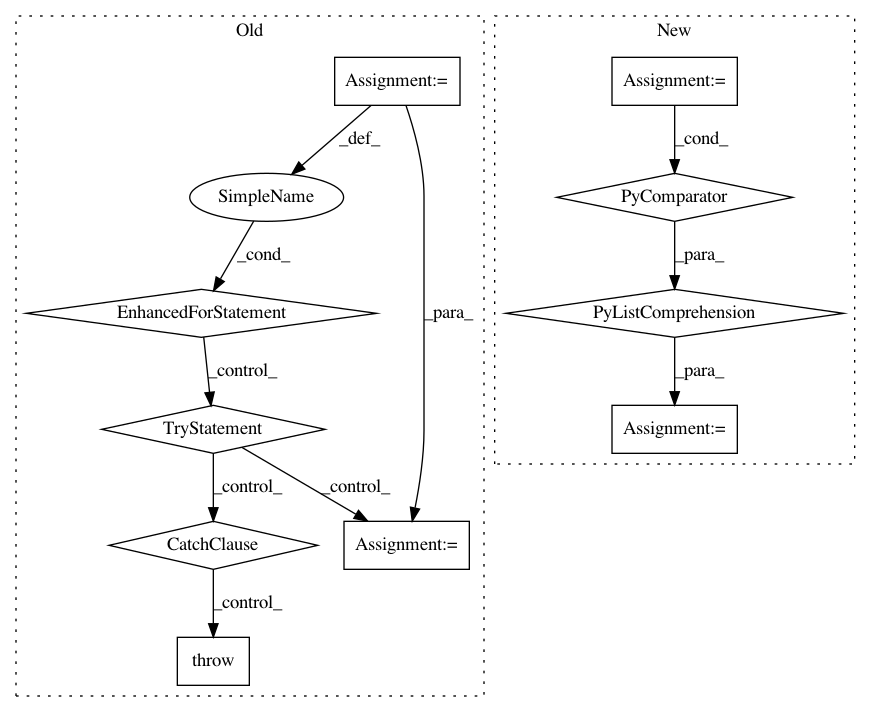 Old
New
Assignment:=
Assignment:=
_def_
_cond_
SimpleName
PyComparator
_cond_
_para_
EnhancedForStatement
_para_
PyListComprehension
_control_
_para_
TryStatement
Assignment:=
_control_
_control_
CatchClause
Assignment:=
_control_
throw